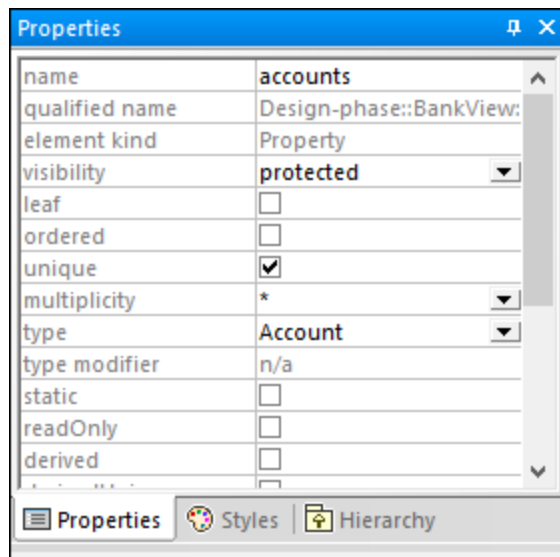 Properties
name accounts
qualified name Design-phase::BankView:
element kind Property
visibility protected
leaf
ordered
unique
multiplicity *
type Account
type modifier n/a
static
readOnly
derived
Properties Styles Hierarchy